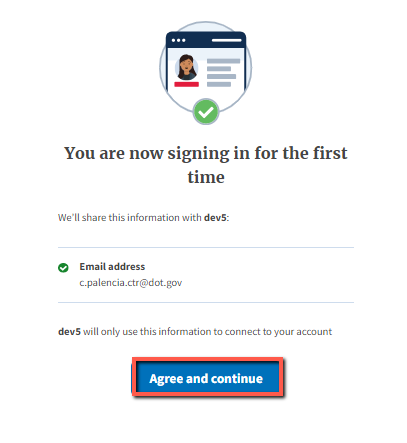 You are now signing in for the first
time
We'll share this information with dev5:
Email address
c.palencia.ctr@dot.gov
dev5 will only use this information to connect to your account
Agree and continue